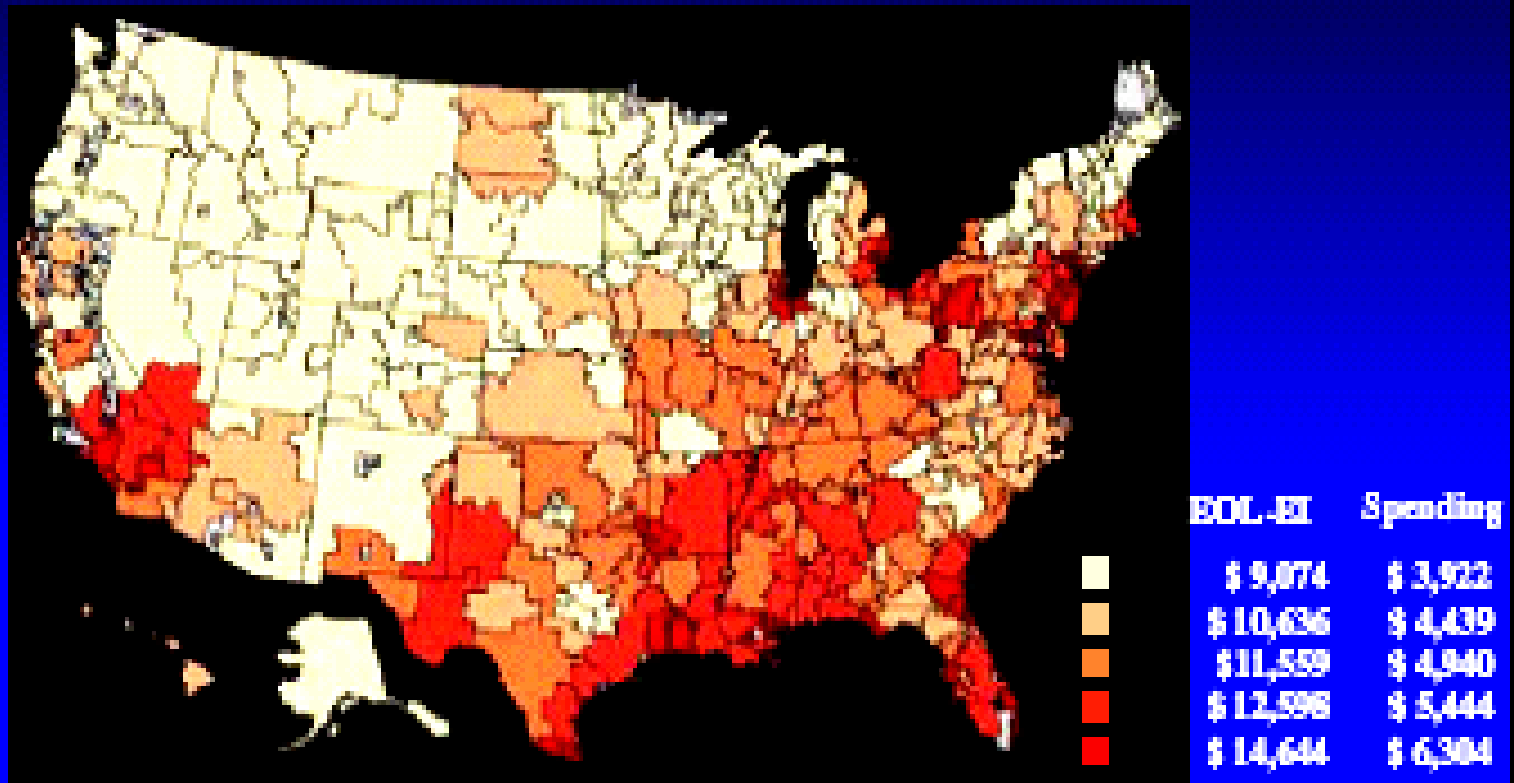 EOL-EI Spending
$ 9,074 $ 3,922
$ 10,636 $ 4,439
$11,559 $ 4,940
$ 12,598 $ 5,444
$ 14,644 $ 6,304